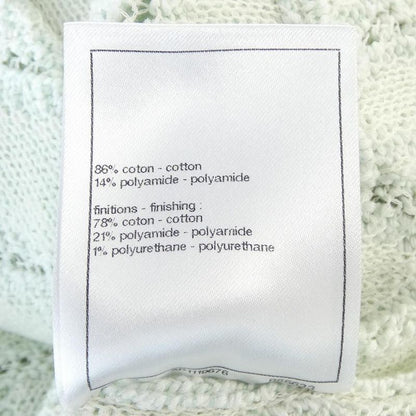 86% coton - cotton
14% polyamide - polyamide
finitions - finishing :
78% coton - cotton
21% polyamide - polyamide
1% polyurethane - polyurethane